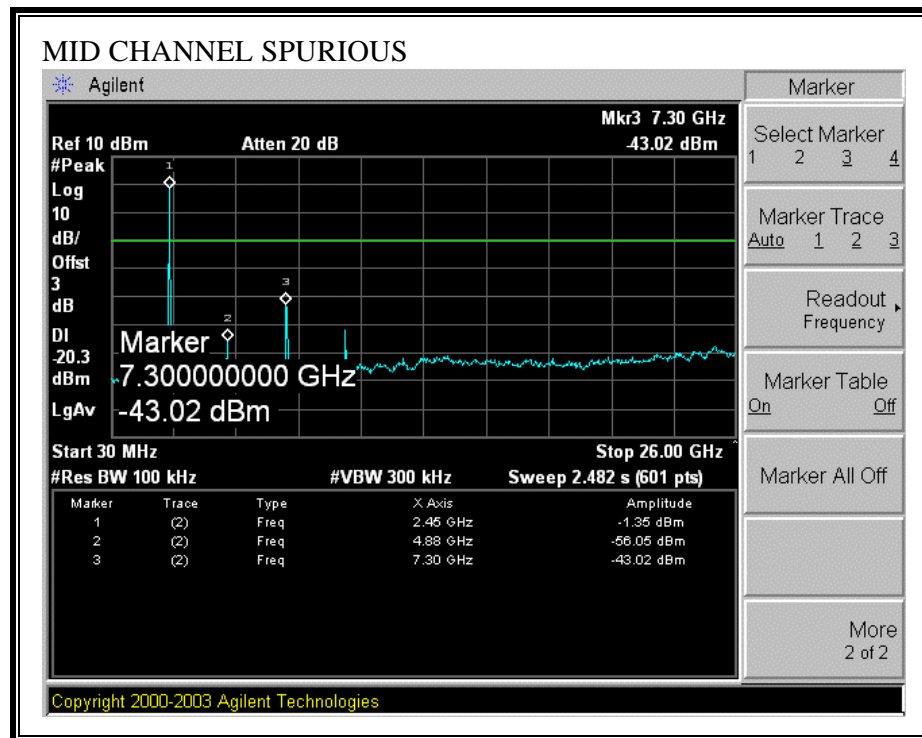 MID CHANNEL SPURIOUS
Agilent
Marker
Mkr3 7.30 GHz
Ref 10 dBm Atten 20 dB -43.02 dBm
#Peak
Log
10
dB/
Offst
3
dB
DI
-20.3
dBm
LgAv
1
2
3
Marker
7.300000000 GHz
-43.02 dBm
Start 30 MHz Stop 26.00 GHz
#Res BW 100 kHz #VBW 300 kHz Sweep 2.482 s (601 pts)
Marker Trace Type X Axis Amplitude
1 (2) Freq 2.45 GHz -1.35 dBm
2 (2) Freq 4.88 GHz -56.05 dBm
3 (2) Freq 7.30 GHz -43.02 dBm
Select Marker
1 2 3 4
Marker Trace
Auto 1 2 3
Readout
Frequency
Marker Table
On Off
Marker All Off
More
2 of 2
Copyright 2000-2003 Agilent Technologies